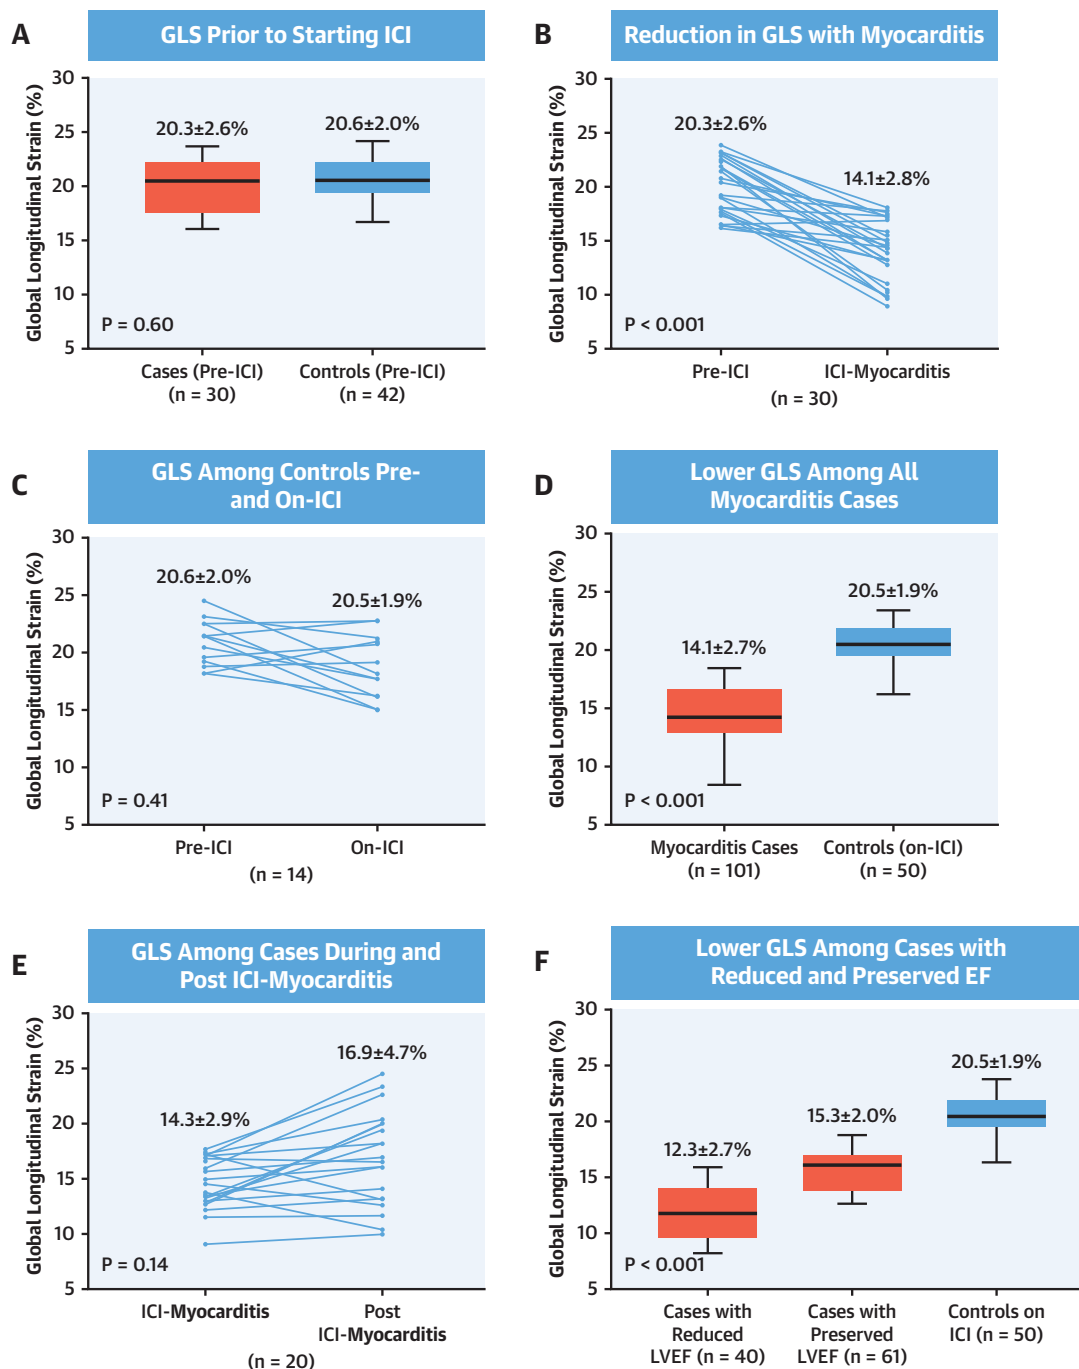 A
GLS Prior to Starting ICI
Global Longitudinal Strain (%)
30
25
20
15
10
5
20.3±2.6%
20.6±2.0%
P = 0.60
Cases (Pre-ICI)
(n = 30)
Controls (Pre-ICI)
(n = 42)
B
Reduction in GLS with Myocarditis
Global Longitudinal Strain (%)
30
25
20
15
10
5
20.3±2.6%
14.1±2.8%
P < 0.001
Pre-ICI
ICI-Myocarditis
(n = 30)
C
GLS Among Controls Pre-
and On-ICI
Global Longitudinal Strain (%)
30
25
20
15
10
5
20.6±2.0%
20.5±1.9%
P = 0.41
Pre-ICI
On-ICI
(n = 14)
D
Lower GLS Among All
Myocarditis Cases
Global Longitudinal Strain (%)
30
25
20
15
10
5
14.1±2.7%
20.5±1.9%
P < 0.001
Myocarditis Cases
(n = 101)
Controls (on-ICI)
(n = 50)
E
GLS Among Cases During and
Post ICI-Myocarditis
Global Longitudinal Strain (%)
30
25
20
15
10
5
14.3±2.9%
16.9±4.7%
P = 0.14
ICI-Myocarditis
Post
ICI-Myocarditis
(n = 20)
F
Lower GLS Among Cases with
Reduced and Preserved EF
Global Longitudinal Strain (%)
30
25
20
15
10
5
12.3±2.7%
15.3±2.0%
20.5±1.9%
P < 0.001
Cases with
Reduced
LVEF (n = 40)
Cases with
Preserved
LVEF (n = 61)
Controls on
ICI (n = 50)